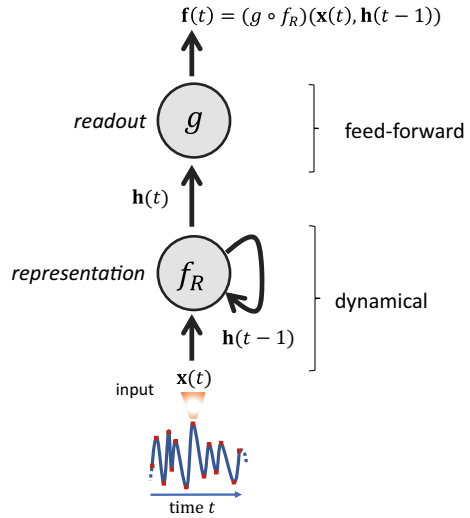 𝐟(𝑡) = (𝑔 ∘ 𝑓_𝑅)(𝐱(𝑡), 𝐡(𝑡 − 1))
readout
𝑔
feed-forward
𝐡(𝑡)
representation
𝑓_𝑅
dynamical
𝐡(𝑡 − 1)
input
𝐱(𝑡)
time 𝑡